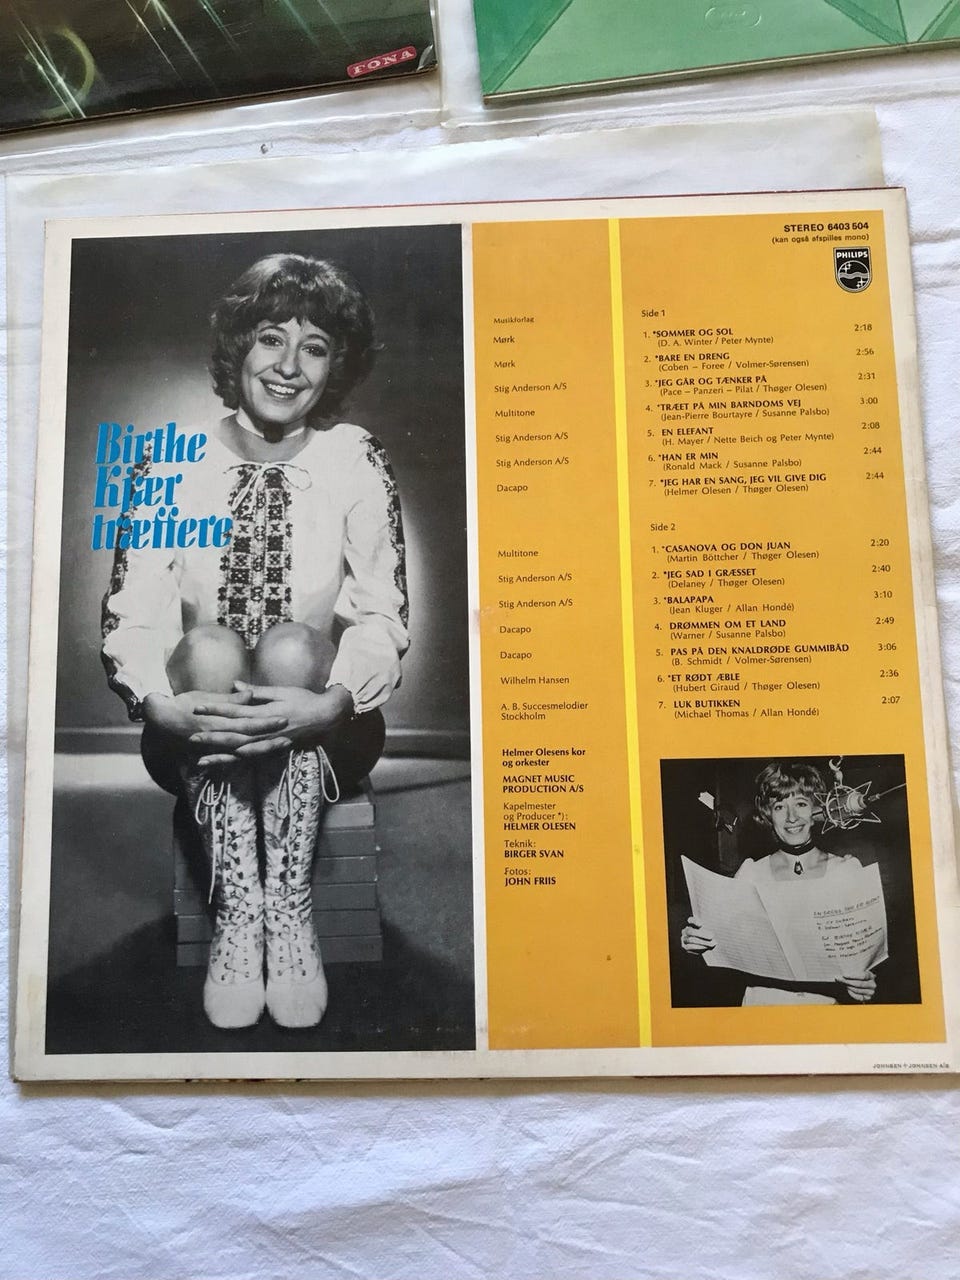 FONA
STEREO 6403 504
(kan også afspilles mono)
PHILIPS
Birthe
Kjær
træffere
Musikforlag
Mørk
Mørk
Stig Anderson A/S
Multitone
Stig Anderson A/S
Stig Anderson A/S
Dacapo
Side 1
1. *SOMMER OG SOL 2:18
(D. A. Winter / Peter Mynte)
2. *BARE EN DRENG 2:56
(Coben – Foree / Volmer-Sørensen)
3. *JEG GÅR OG TÆNKER PÅ 2:31
(Pace – Panzeri – Pilat / Thøger Olesen)
4. *TRÆET PÅ MIN BARNDOMS VEJ 3:00
(Jean-Pierre Bourtayre / Susanne Palsbo)
5. EN ELEFANT 2:08
(H. Mayer / Nette Beich og Peter Mynte)
6. *HAN ER MIN 2:44
(Ronald Mack / Susanne Palsbo)
7. *JEG HAR EN SANG, JEG VIL GIVE DIG 2:44
(Helmer Olesen / Thøger Olesen)
Multitone
Stig Anderson A/S
Stig Anderson A/S
Dacapo
Dacapo
Wilhelm Hansen
A. B. Succesmelodier
Stockholm
Side 2
1. *CASANOVA OG DON JUAN 2:20
(Martin Böttcher / Thøger Olesen)
2. *JEG SAD I GRÆSSET 2:40
(Delaney / Thøger Olesen)
3. *BALAPAPA 3:10
(Jean Kluger / Allan Hondé)
4. DRØMMEN OM ET LAND 2:49
(Warner / Susanne Palsbo)
5. PAS PÅ DEN KNALDRØDE GUMMIBÅD 3:06
(B. Schmidt / Volmer-Sørensen)
6. *ET RØDT ÆBLE 2:36
(Hubert Giraud / Thøger Olesen)
7. LUK BUTIKKEN 2:07
(Michael Thomas / Allan Hondé)
Helmer Olesens kor
og orkester
MAGNET MUSIC
PRODUCTION A/S
Kapelmester
og Producer *):
HELMER OLESEN
Teknik:
BIRGER SVAN
Fotos:
JOHN FRIIS
JOHNSEN + JOHNSEN A/S